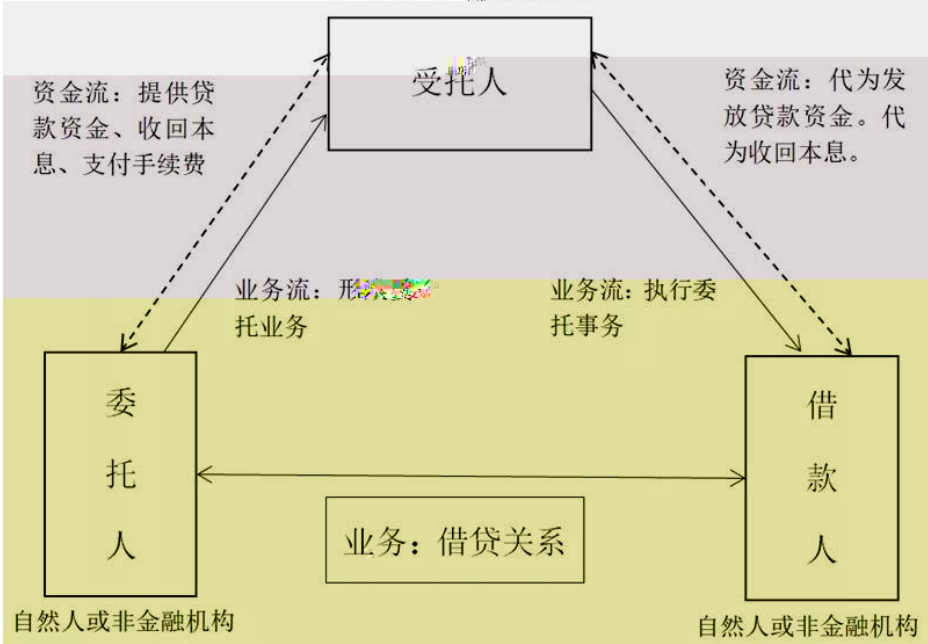 受托人
资金流：提供贷
款资金、收回本
息、支付手续费
资金流：代为发
放贷款资金。代
为收回本息。
业务流：形
托业务
业务流：执行委
托事务
委
托
人
借
款
人
业务：借贷关系
自然人或非金融机构
自然人或非金融机构